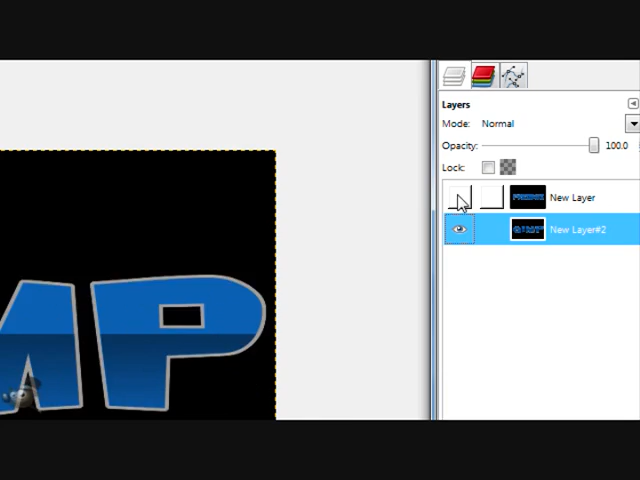 Layers
Mode: Normal
Opacity: 100.0
Lock:
New Layer
New Layer#2
MP